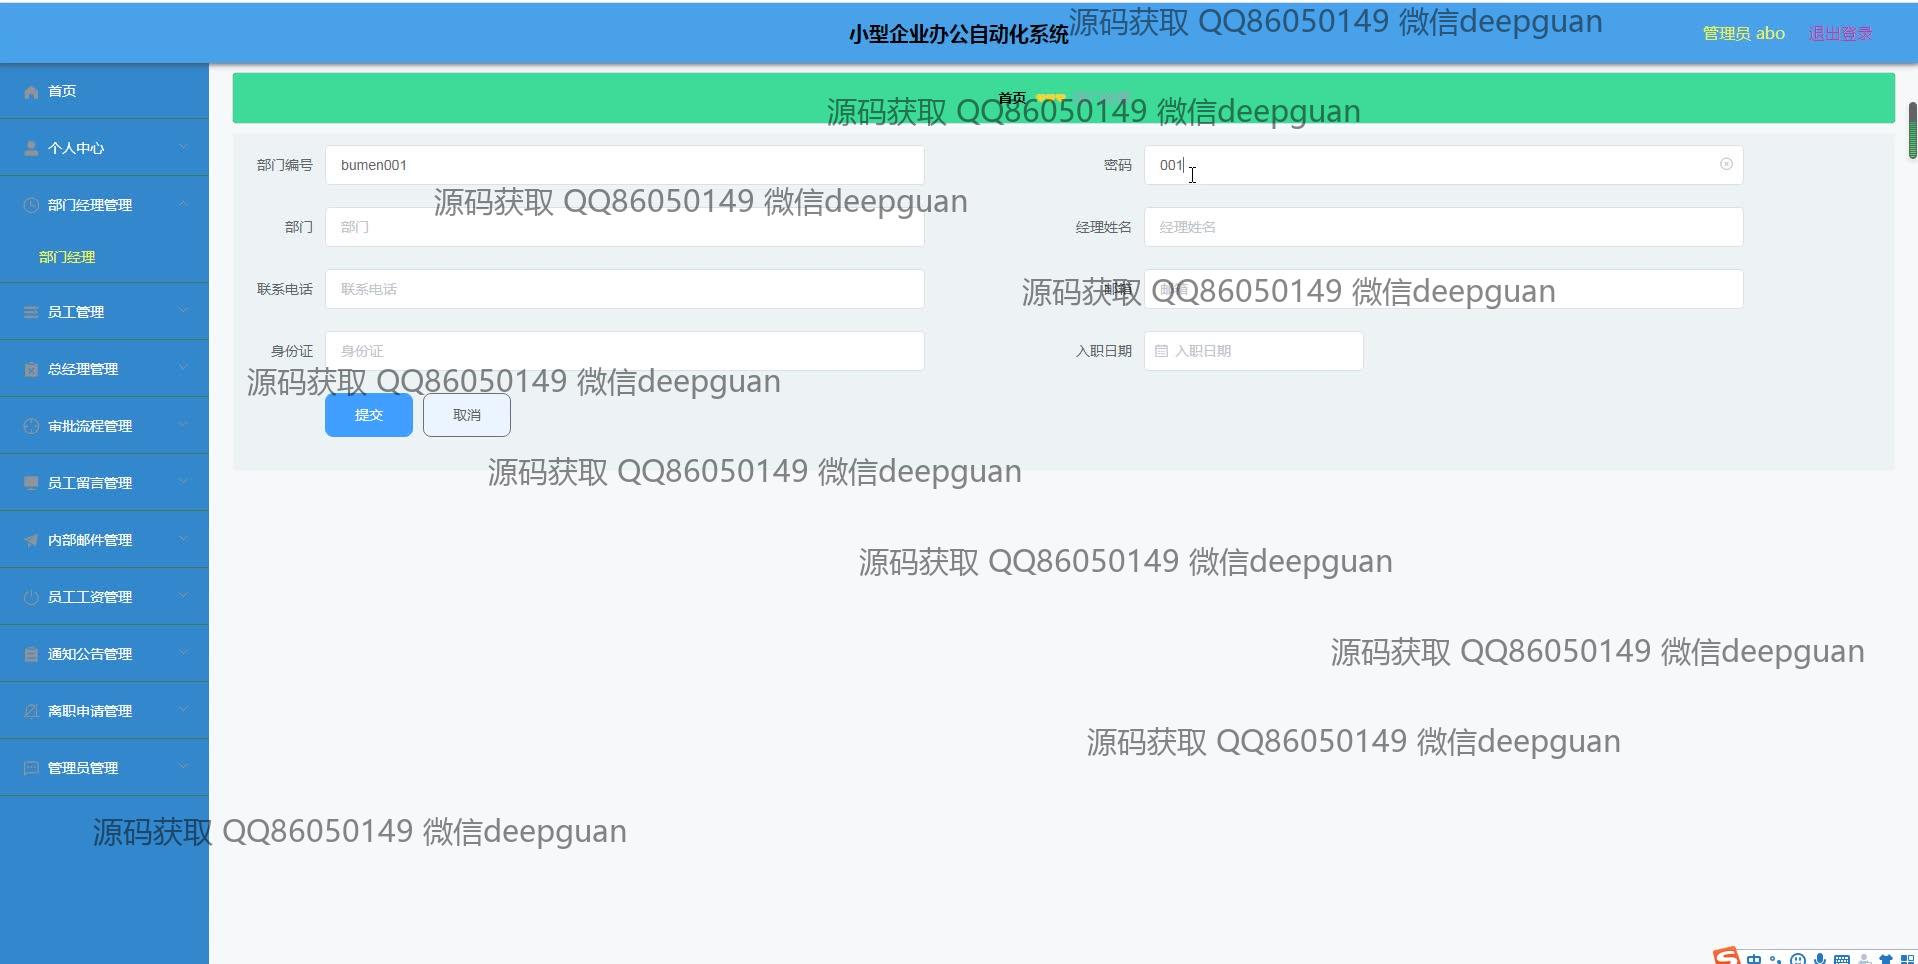 小型企业办公自动化系统
源码获取 QQ86050149 微信deepguan
管理员 abo
退出登录
首页
源码获取 QQ86050149 微信deepguan
首页
个人中心
部门经理管理
部门经理
员工管理
总经理管理
审批流程管理
员工留言管理
内部邮件管理
员工工资管理
通知公告管理
离职申请管理
管理员管理
部门编号 bumen001
密码 001
源码获取 QQ86050149 微信deepguan
部门 部门
经理姓名 经理姓名
联系电话 联系电话
邮箱 邮箱
源码获取 QQ86050149 微信deepguan
身份证 身份证
入职日期 入职日期
源码获取 QQ86050149 微信deepguan
提交 取消
源码获取 QQ86050149 微信deepguan
源码获取 QQ86050149 微信deepguan
源码获取 QQ86050149 微信deepguan
源码获取 QQ86050149 微信deepguan
源码获取 QQ86050149 微信deepguan
中